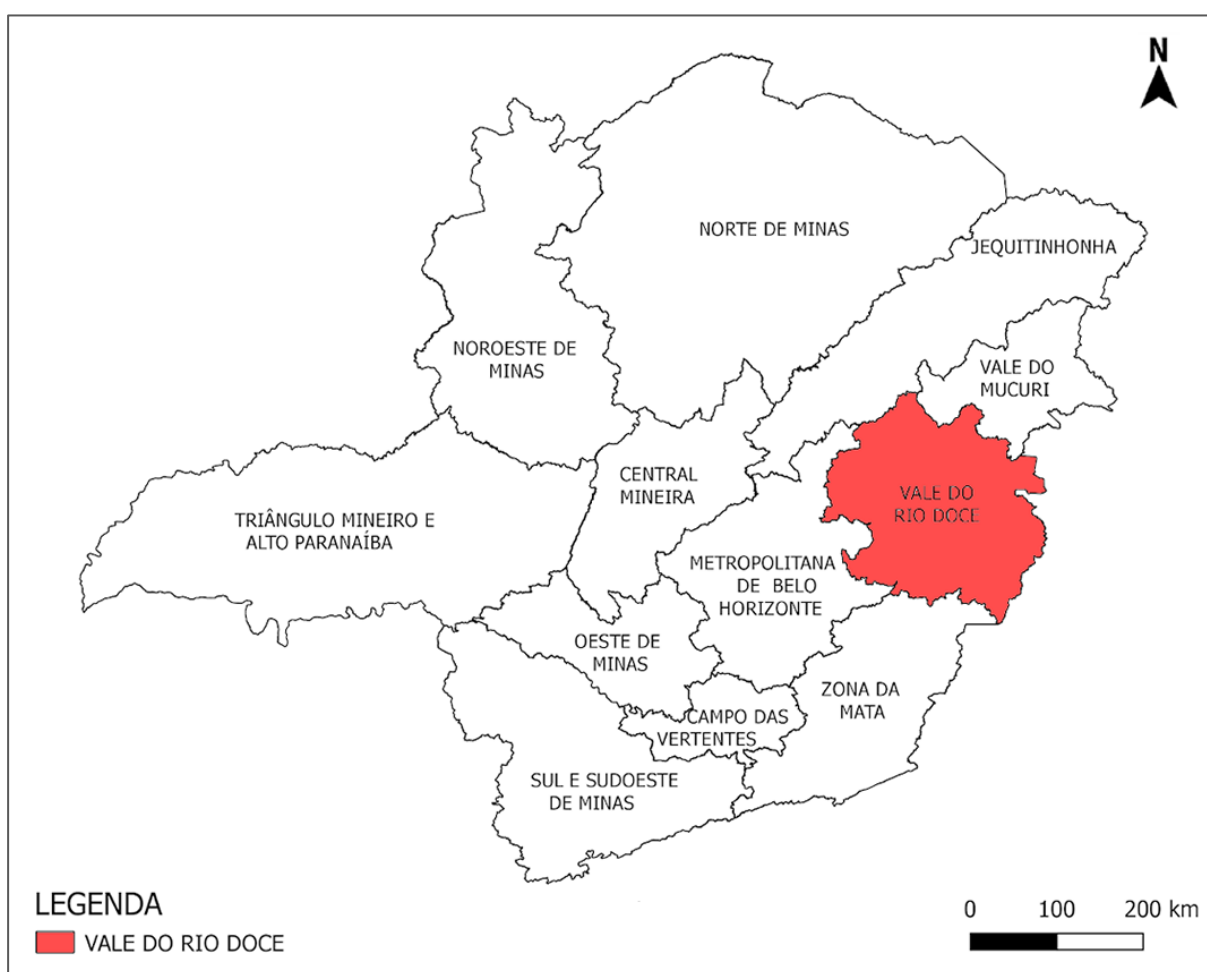 N
NORTE DE MINAS
JEQUITINHONHA
NOROESTE DE
MINAS
VALE DO
MUCURI
CENTRAL
MINEIRA
VALE DO
RIO DOCE
TRIÂNGULO MINEIRO E
ALTO PARANAÍBA
METROPOLITANA
DE BELO
HORIZONTE
OESTE DE
MINAS
ZONA DA
MATA
CAMPO DAS
VERTENTES
SUL E SUDOESTE
DE MINAS
LEGENDA
VALE DO RIO DOCE
0 100 200 km